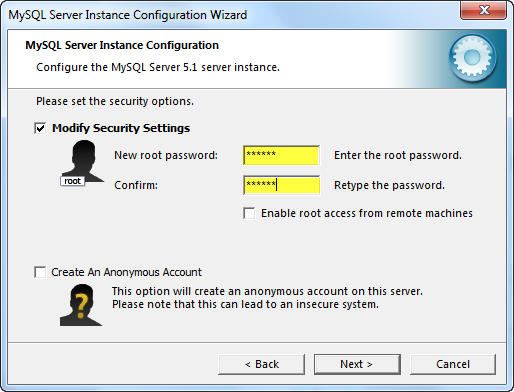 MySQL Server Instance Configuration Wizard
MySQL Server Instance Configuration
Configure the MySQL Server 5.1 server instance.
Please set the security options.
Modify Security Settings
root
New root password: ****** Enter the root password.
Confirm: ****** Retype the password.
Enable root access from remote machines
Create An Anonymous Account
This option will create an anonymous account on this server.
Please note that this can lead to an insecure system.
< Back Next > Cancel